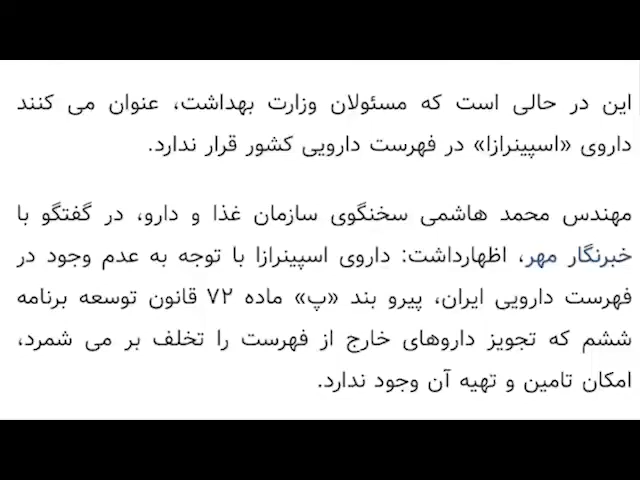 این در حالی است که مسئولان وزارت بهداشت، عنوان می کنند
داروی «اسپینرازا» در فهرست دارویی کشور قرار ندارد.
مهندس محمد هاشمی سخنگوی سازمان غذا و دارو، در گفتگو با
خبرنگار مهر، اظهارداشت: داروی اسپینرازا با توجه به عدم وجود در
فهرست دارویی ایران، پیرو بند «پ» ماده ۷۲ قانون توسعه برنامه
ششم که تجویز داروهای خارج از فهرست را تخلف بر می شمرد،
امکان تامین و تهیه آن وجود ندارد.